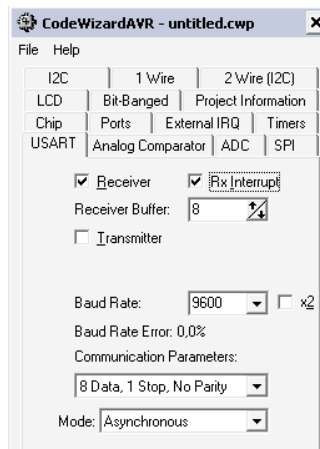 CodeWizardAVR - untitled.cwp
File Help
I2C 1 Wire 2 Wire (I2C)
LCD Bit-Banged Project Information
Chip Ports External IRQ Timers
USART Analog Comparator ADC SPI
Receiver Rx Interrupt
Receiver Buffer: 8
Transmitter
Baud Rate: 9600 x2
Baud Rate Error: 0,0%
Communication Parameters:
8 Data, 1 Stop, No Parity
Mode: Asynchronous